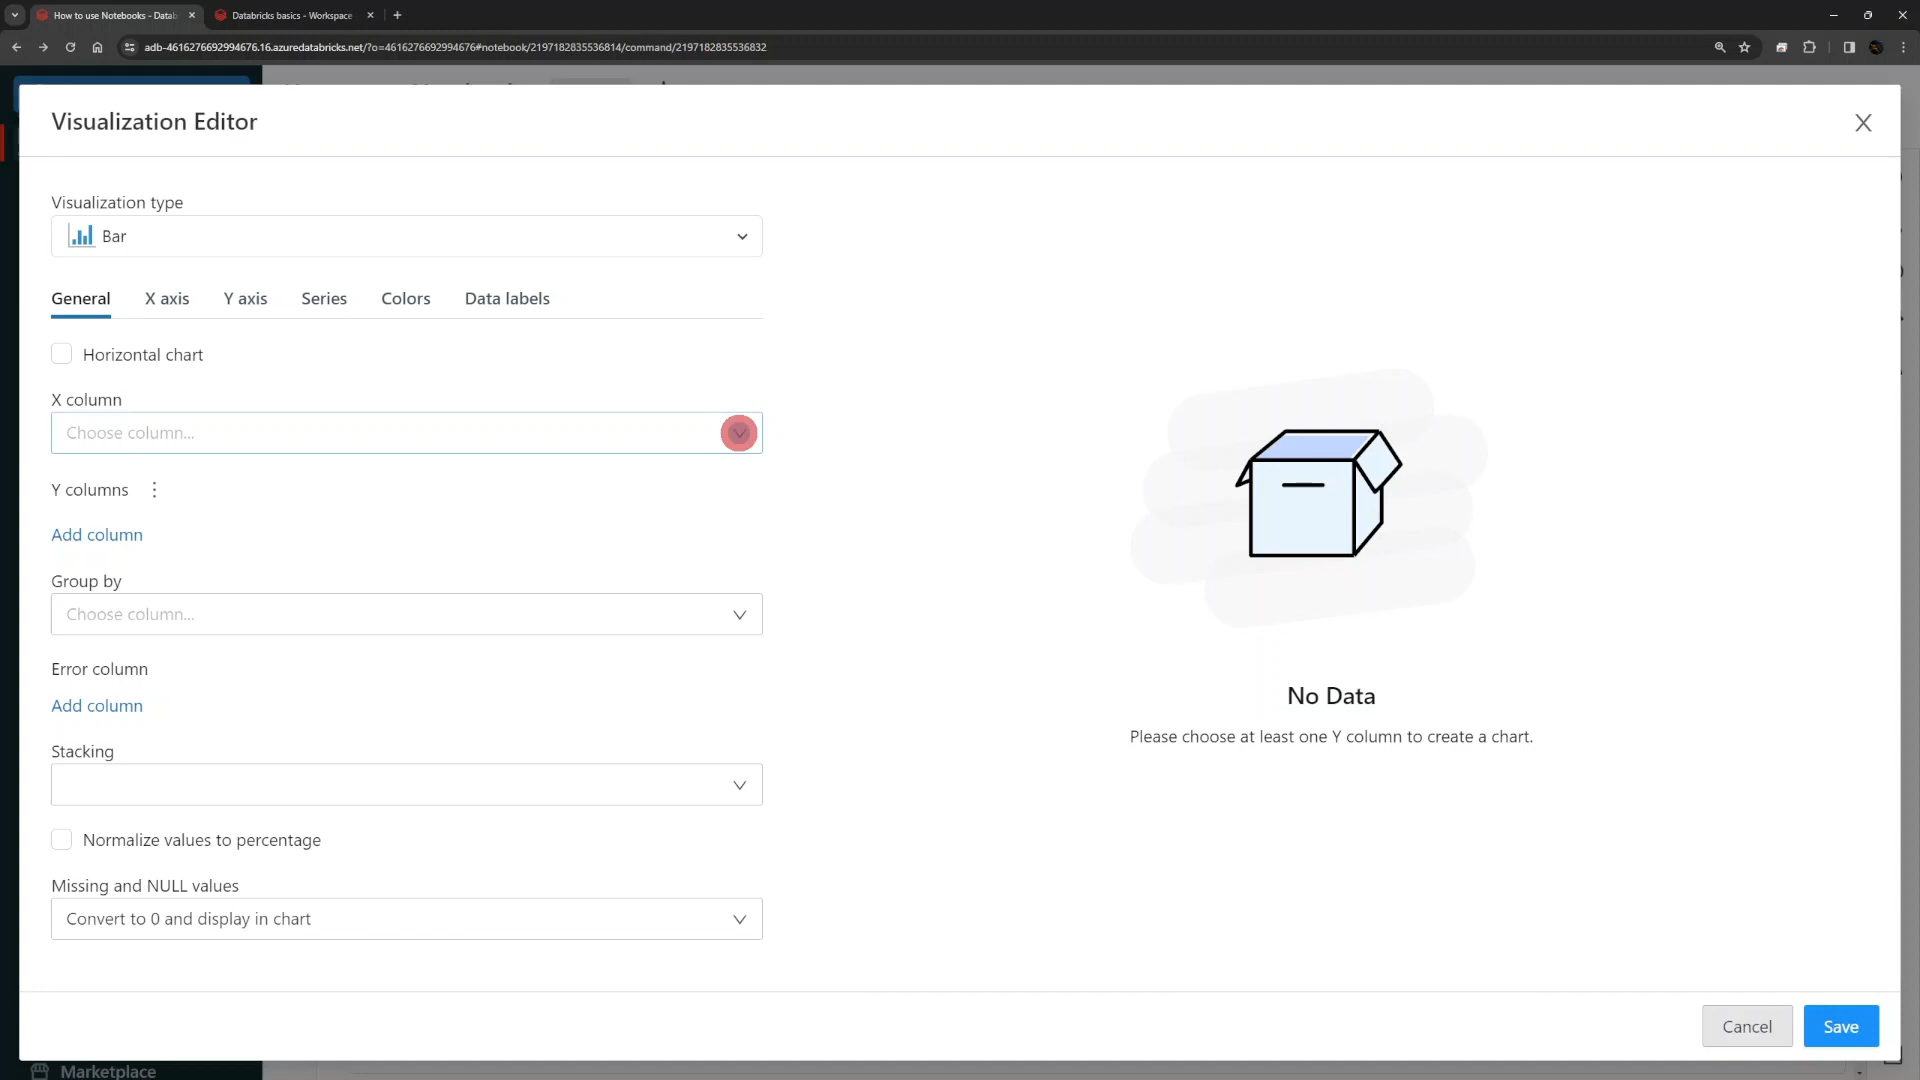 How to use Notebooks - Datab
Databricks basics - Workspace
adb-4616276692994676.16.azuredatabricks.net/?o=4616276692994676#notebook/2197182835536814/command/2197182835536832
Visualization Editor
Visualization type
Bar
General X axis Y axis Series Colors Data labels
Horizontal chart
X column
Choose column...
Y columns
Add column
Group by
Choose column...
Error column
Add column
Stacking
Normalize values to percentage
Missing and NULL values
Convert to 0 and display in chart
No Data
Please choose at least one Y column to create a chart.
Cancel Save
Marketplace